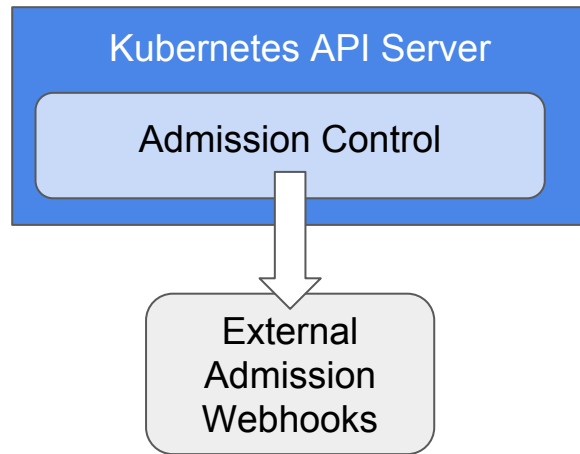 Kubernetes API Server
Admission Control
External
Admission
Webhooks